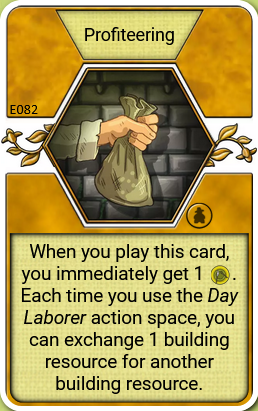 Profiteering
E082
When you play this card,
you immediately get 1 .
Each time you use the Day
Laborer action space, you
can exchange 1 building
resource for another
building resource.